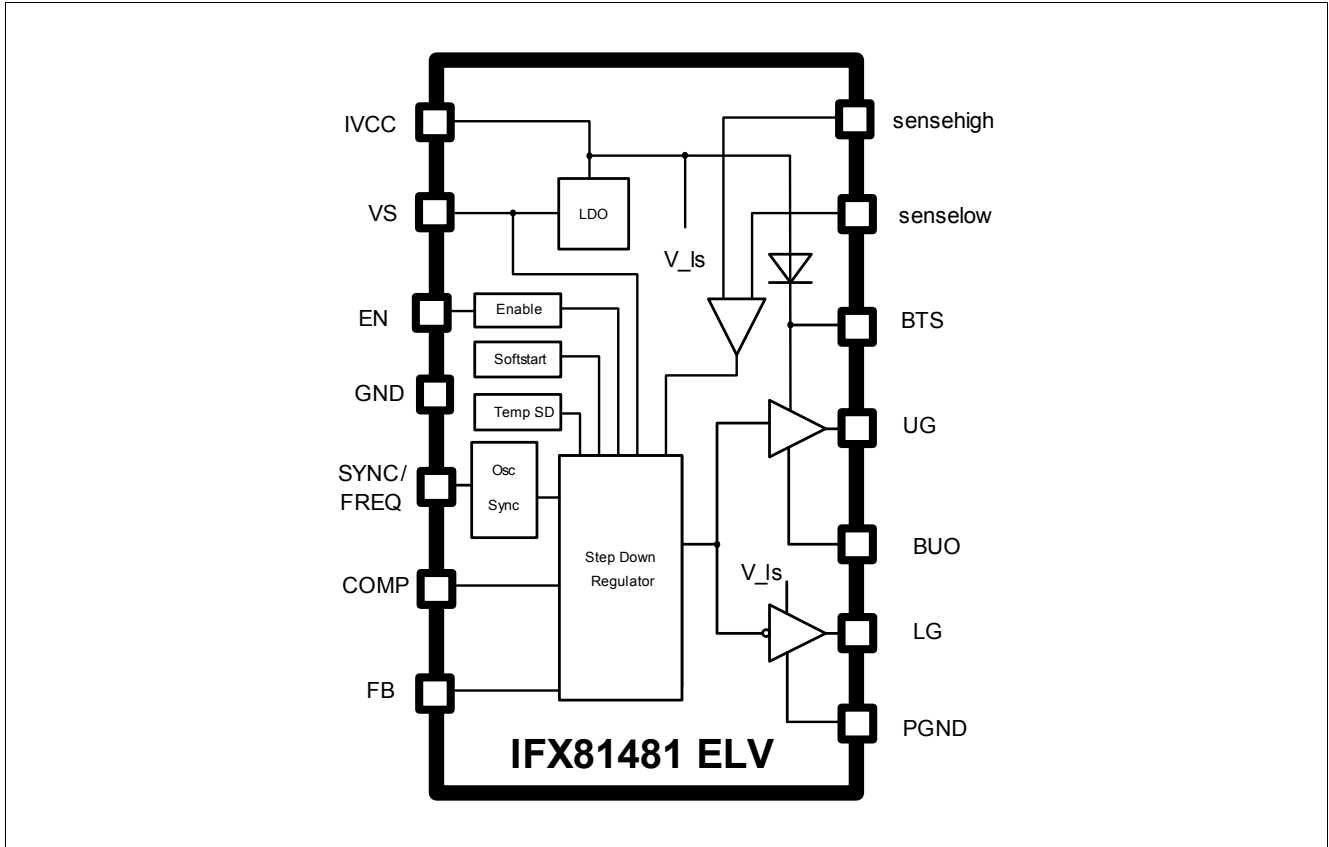 IVCC
sensehigh
VS
LDO
senselow
V_Is
EN
Enable
BTS
Softstart
GND
Temp SD
UG
SYNC/
FREQ
Osc
Sync
Step Down
Regulator
BUO
COMP
V_Is
LG
FB
PGND
IFX81481 ELV